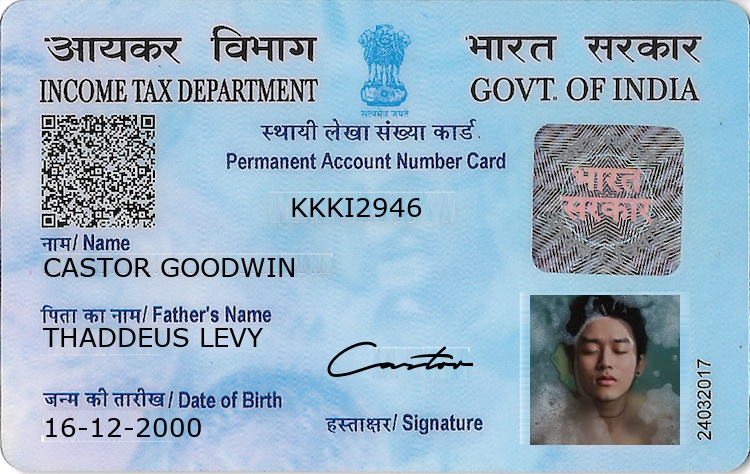 आयकर विभाग
भारत सरकार
INCOME TAX DEPARTMENT
GOVT. OF INDIA
सत्यमेव जयते
स्थायी लेखा संख्या कार्ड
Permanent Account Number Card
भारत
सरकार
KKKI2946
नाम/ Name
CASTOR GOODWIN
पिता का नाम/ Father's Name
THADDEUS LEVY
Castor
जन्म की तारीख / Date of Birth
16-12-2000
हस्ताक्षर/ Signature
24032017